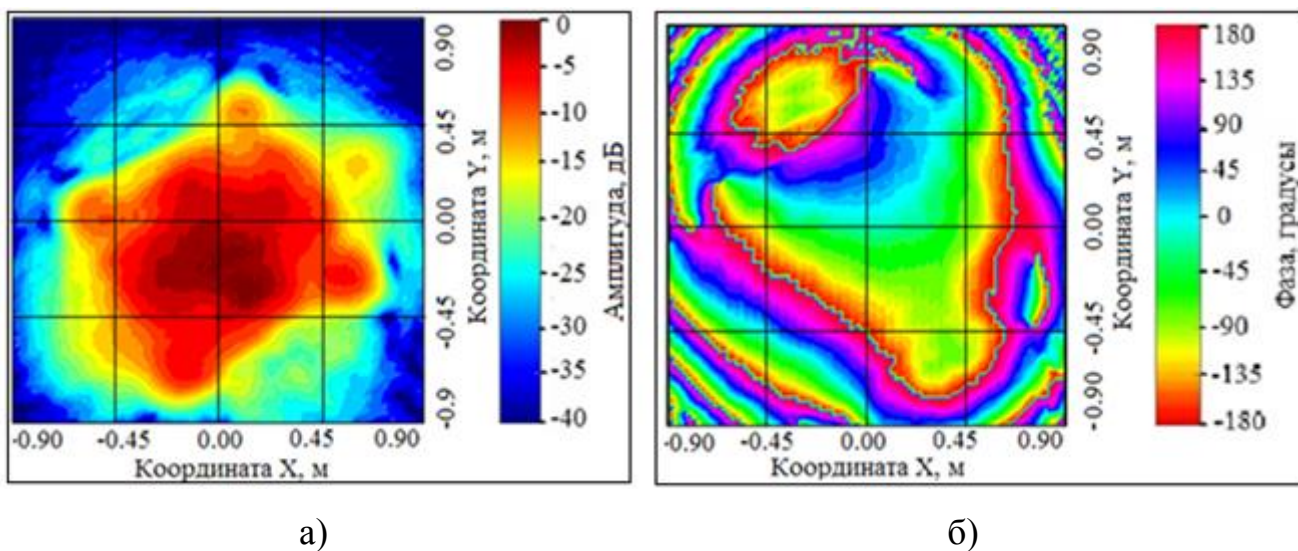 0
-5
-10
-15
-20
-25
-30
-35
-40
Амплитуда, дБ
0.90
0.45
0.00
-0.45
-0.9
Координата Y, м
-0.90 -0.45 0.00 0.45 0.90
Координата X, м
180
135
90
45
0
-45
-90
-135
-180
Фаза, градусы
0.90
0.45
0.00
-0.45
-0.90
Координата Y, м
-0.90 -0.45 0.00 0.45 0.90
Координата X, м
а)
б)